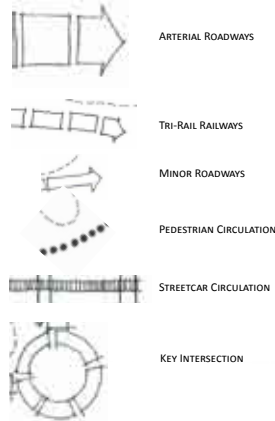 Arterial Roadways
Tri-Rail Railways
Minor Roadways
Pedestrian Circulation
Streetcar Circulation
Key Intersection